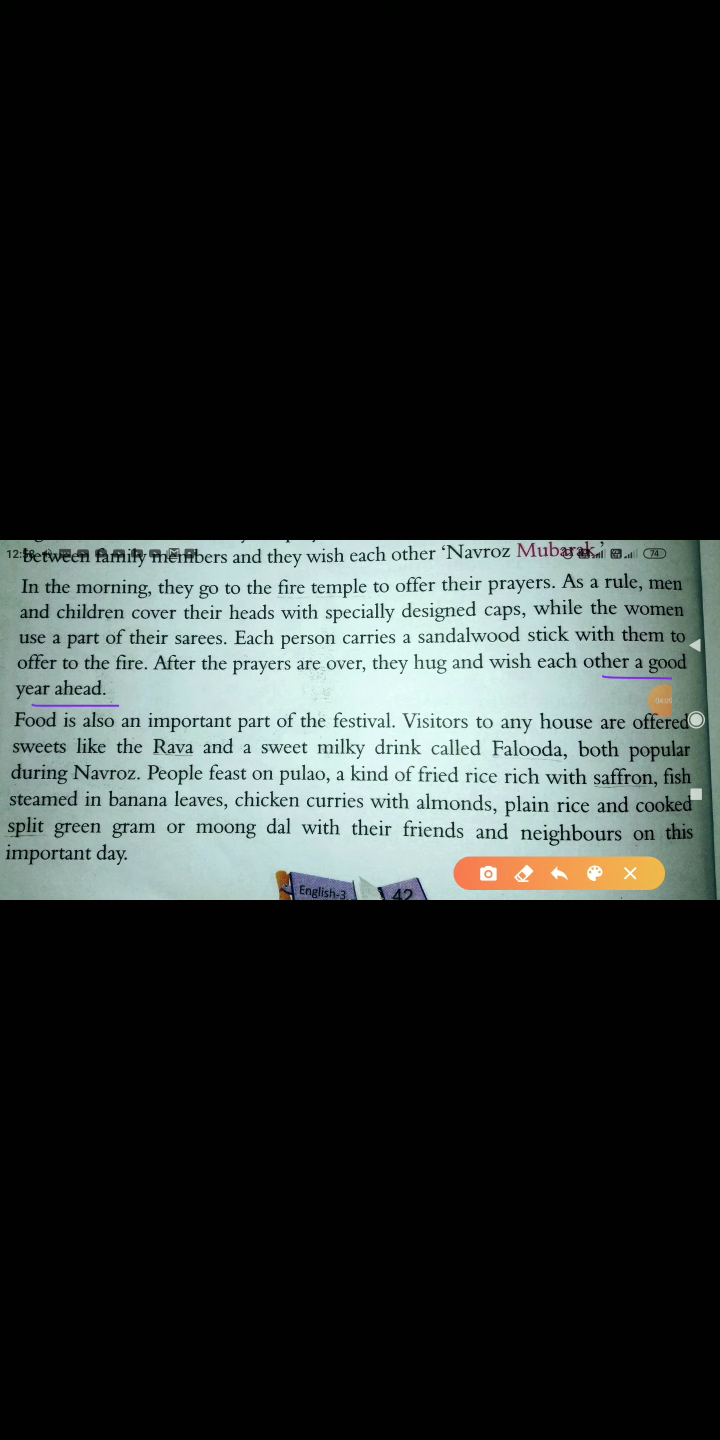 between family members and they wish each other ‘Navroz Mubarak.’
In the morning, they go to the fire temple to offer their prayers. As a rule, men
and children cover their heads with specially designed caps, while the women
use a part of their sarees. Each person carries a sandalwood stick with them to
offer to the fire. After the prayers are over, they hug and wish each other a good
year ahead.
04:09
Food is also an important part of the festival. Visitors to any house are offered
sweets like the Rava and a sweet milky drink called Falooda, both popular
during Navroz. People feast on pulao, a kind of fried rice rich with saffron, fish
steamed in banana leaves, chicken curries with almonds, plain rice and cooked
split green gram or moong dal with their friends and neighbours on this
important day.
English-3 42
74